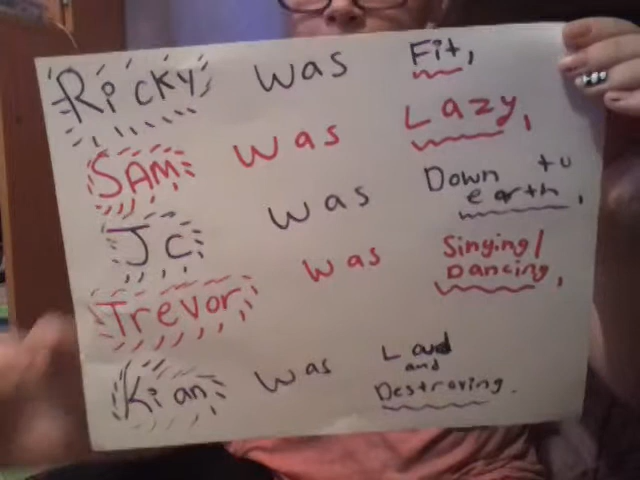 Ricky was Fit,
SAM was Lazy,
Jc was Down to
earth,
Trevor was Singing/
Dancing,
Kian was Loud
and
Destroying.